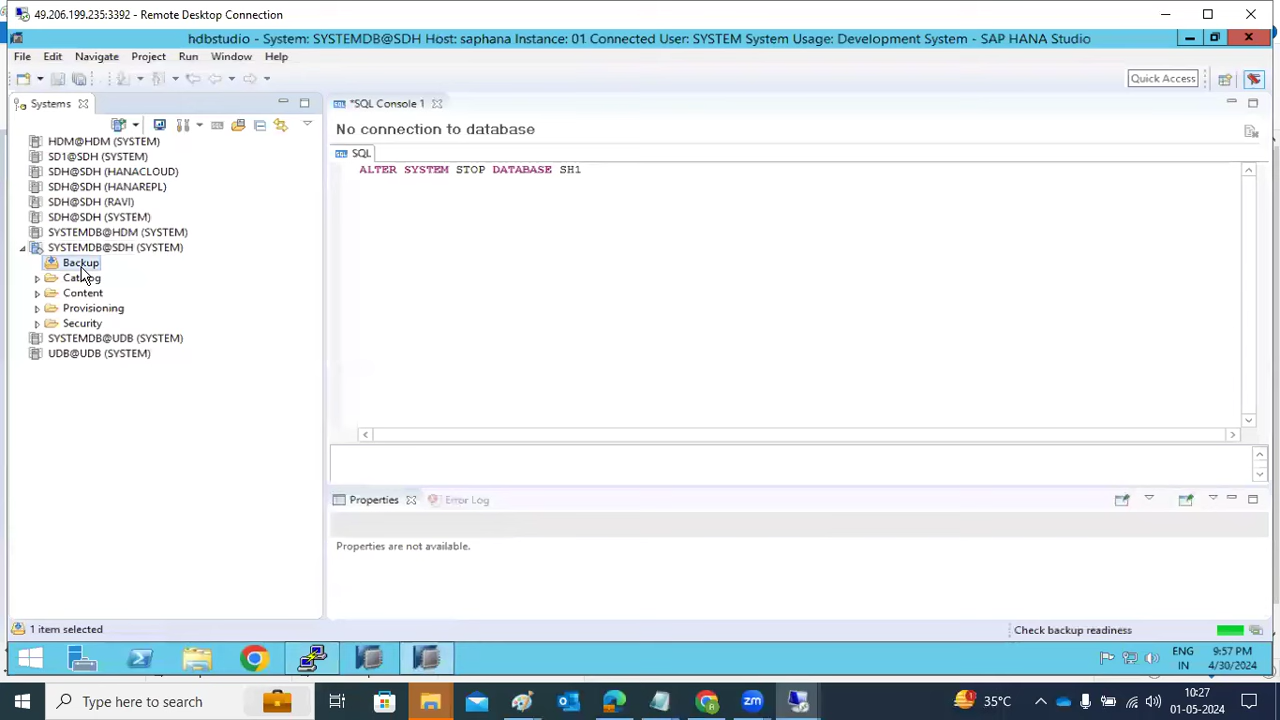 49.206.199.235:3392 - Remote Desktop Connection
hdbstudio - System: SYSTEMDB@SDH Host: saphana Instance: 01 Connected User: SYSTEM System Usage: Development System - SAP HANA Studio
File Edit Navigate Project Run Window Help
Quick Access
Systems
*SQL Console 1
HDM@HDM (SYSTEM)
SD1@SDH (SYSTEM)
SDH@SDH (HANACLOUD)
SDH@SDH (HANAREPL)
SDH@SDH (RAVI)
SDH@SDH (SYSTEM)
SYSTEMDB@HDM (SYSTEM)
SYSTEMDB@SDH (SYSTEM)
Backup
Catalog
Content
Provisioning
Security
SYSTEMDB@UDB (SYSTEM)
UDB@UDB (SYSTEM)
No connection to database
SQL
ALTER SYSTEM STOP DATABASE SH1
Properties Error Log
Properties are not available.
1 item selected
Check backup readiness
ENG
IN
9:57 PM
4/30/2024
Type here to search
zm
35°C
ENG
IN
10:27
01-05-2024